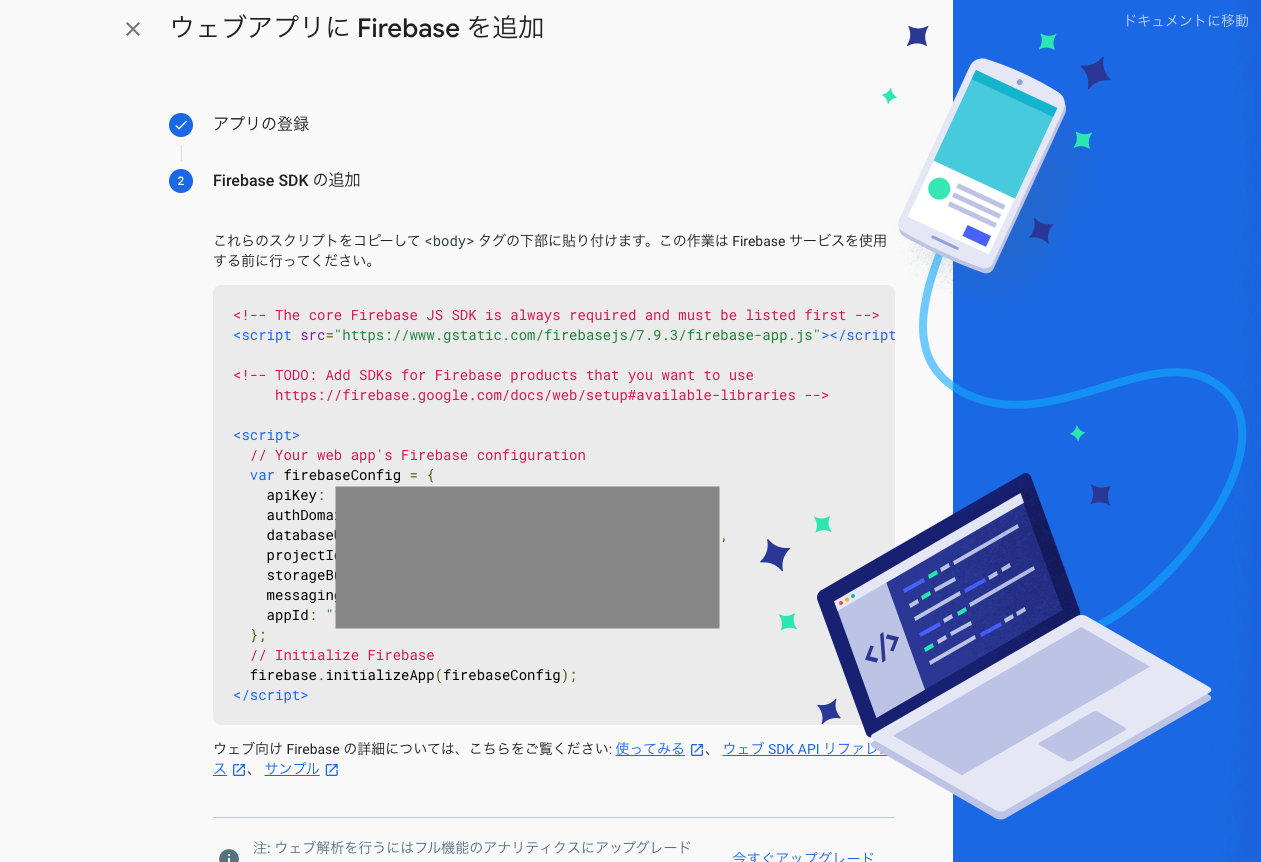 ウェブアプリに Firebase を追加
ドキュメントに移動
アプリの登録
2
Firebase SDK の追加
これらのスクリプトをコピーして <body> タグの下部に貼り付けます。この作業は Firebase サービスを使用
する前に行ってください。
<!-- The core Firebase JS SDK is always required and must be listed first -->
<script src="https://www.gstatic.com/firebasejs/7.9.3/firebase-app.js"></script
<!-- TODO: Add SDKs for Firebase products that you want to use
https://firebase.google.com/docs/web/setup#available-libraries -->
<script>
// Your web app's Firebase configuration
var firebaseConfig = {
apiKey:
authDoma
database
,
projectI
storageB
messaging
appId: "
};
// Initialize Firebase
firebase.initializeApp(firebaseConfig);
</script>
ウェブ向け Firebase の詳細については、こちらをご覧ください: 使ってみる 、 ウェブ SDK API リファレ
ス 、 サンプル
注: ウェブ解析を行うにはフル機能のアナリティクスにアップグレード
今すぐアップグレード